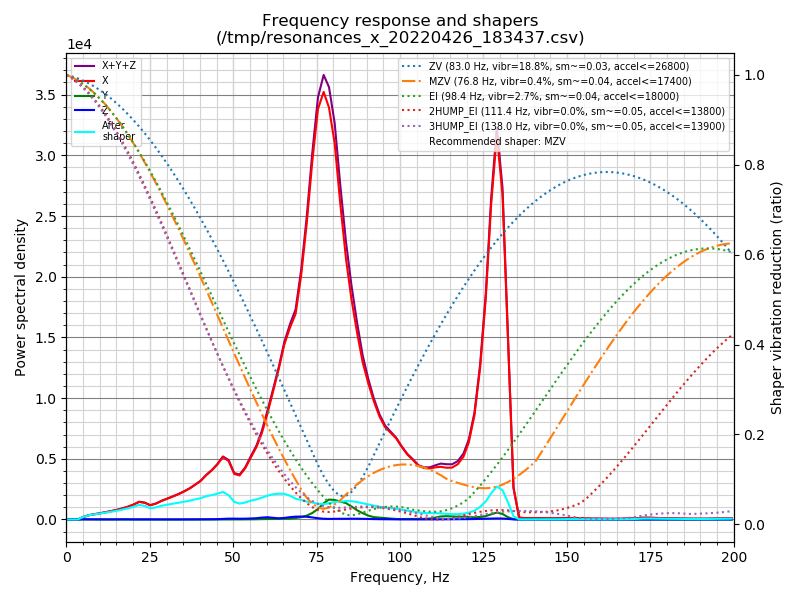 Frequency response and shapers
(/tmp/resonances_x_20220426_183437.csv)
1e4
X+Y+Z
X
Y
Z
After
shaper
ZV (83.0 Hz, vibr=18.8%, sm~=0.03, accel<=26800)
MZV (76.8 Hz, vibr=0.4%, sm~=0.04, accel<=17400)
EI (98.4 Hz, vibr=2.7%, sm~=0.04, accel<=18000)
2HUMP_EI (111.4 Hz, vibr=0.0%, sm~=0.05, accel<=13800)
3HUMP_EI (138.0 Hz, vibr=0.0%, sm~=0.05, accel<=13900)
Recommended shaper: MZV
Power spectral density
3.5
3.0
2.5
2.0
1.5
1.0
0.5
0.0
1.0
0.8
0.6
0.4
0.2
0.0
Shaper vibration reduction (ratio)
0 25 50 75 100 125 150 175 200
Frequency, Hz